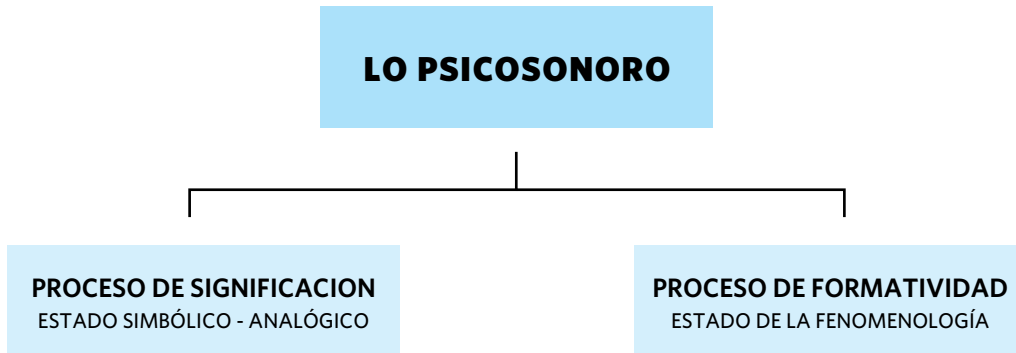 LO PSICOSONORO
PROCESO DE SIGNIFICACION
ESTADO SIMBÓLICO - ANALÓGICO
PROCESO DE FORMATIVIDAD
ESTADO DE LA FENOMENOLOGÍA